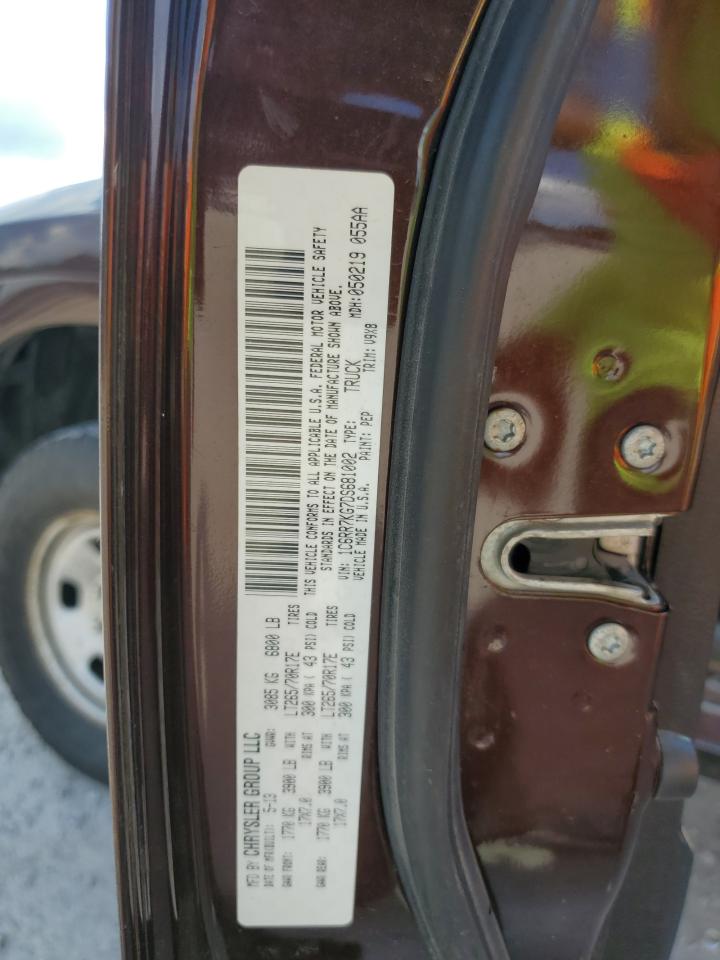 MFD BY CHRYSLER GROUP LLC
DATE OF MFR/BUILT: 5-13 GVWR: 3085 KG 6800 LB
GAWR FRONT: 1770 KG 3900 LB WITH LT265/70R17E TIRES
17X7.0 RIMS AT 300 KPA ( 43 PSI) COLD
GAWR REAR: 1770 KG 3900 LB WITH LT265/70R17E TIRES
17X7.0 RIMS AT 300 KPA ( 43 PSI) COLD
THIS VEHICLE CONFORMS TO ALL APPLICABLE U.S.A. FEDERAL MOTOR VEHICLE SAFETY
STANDARDS IN EFFECT ON THE DATE OF MANUFACTURE SHOWN ABOVE.
VIN: 1C6RR7KG7DS681002 TYPE: TRUCK MDH:050219 055AA
VEHICLE MADE IN U.S.A. PAINT: PEP TRIM: V9X8